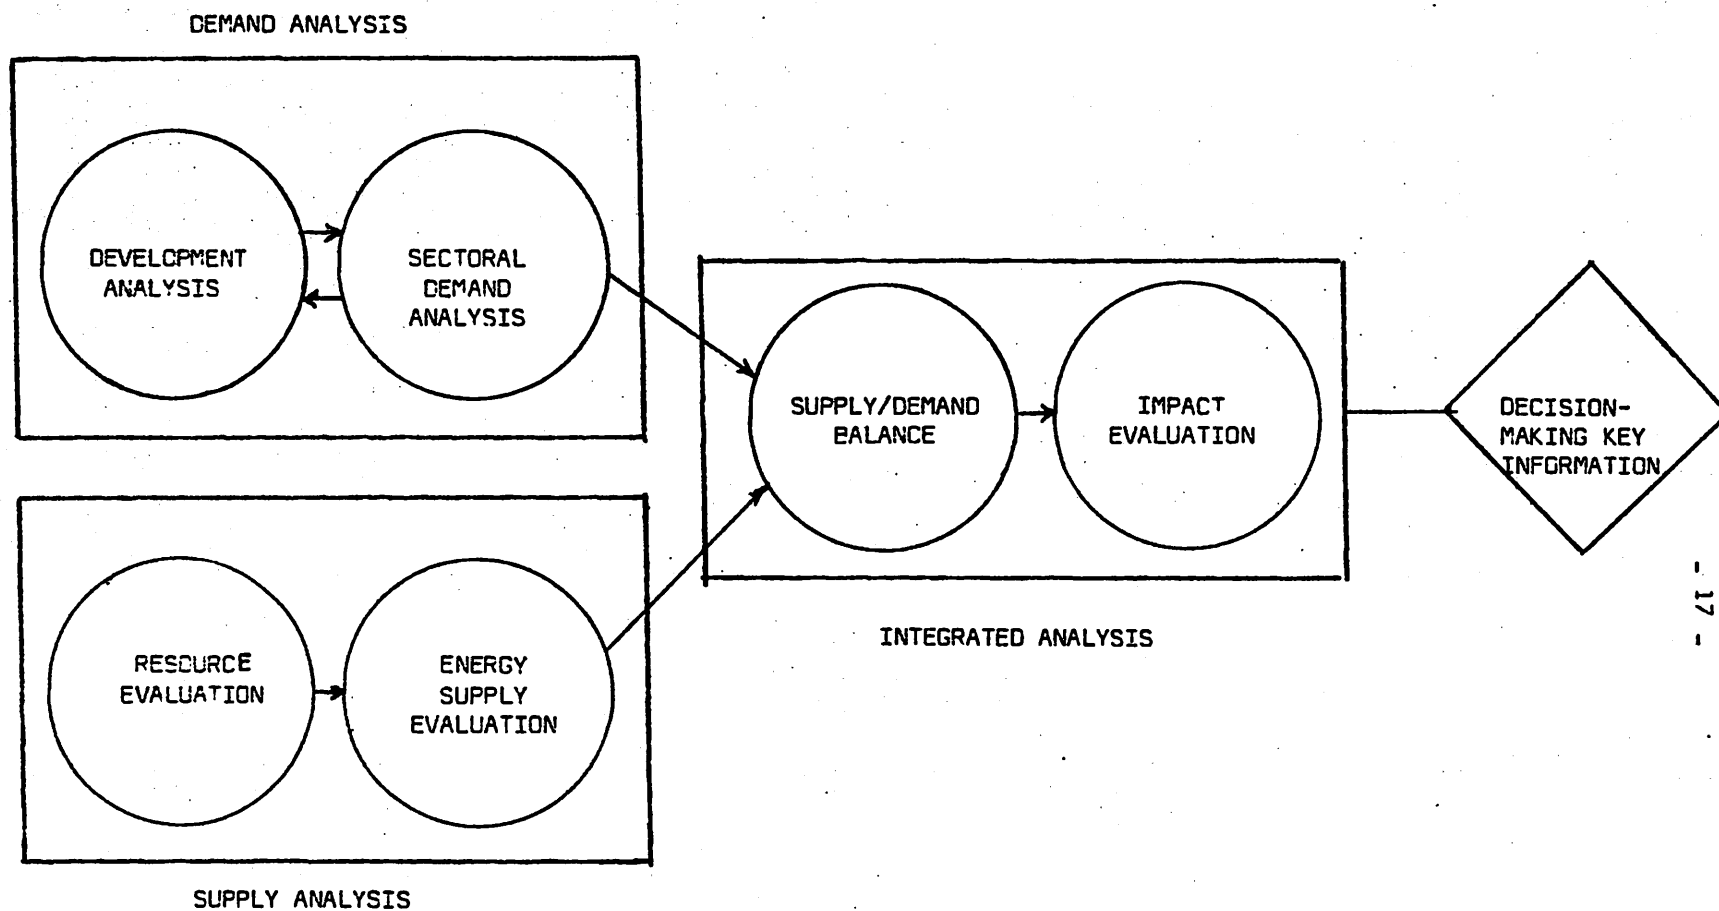 DEMAND ANALYSIS
DEVELOPMENT
ANALYSIS
SECTORAL
DEMAND
ANALYSIS
SUPPLY/DEMAND
BALANCE
IMPACT
EVALUATION
DECISION-
MAKING KEY
INFORMATION
INTEGRATED ANALYSIS
RESOURCE
EVALUATION
ENERGY
SUPPLY
EVALUATION
SUPPLY ANALYSIS
- 17 -